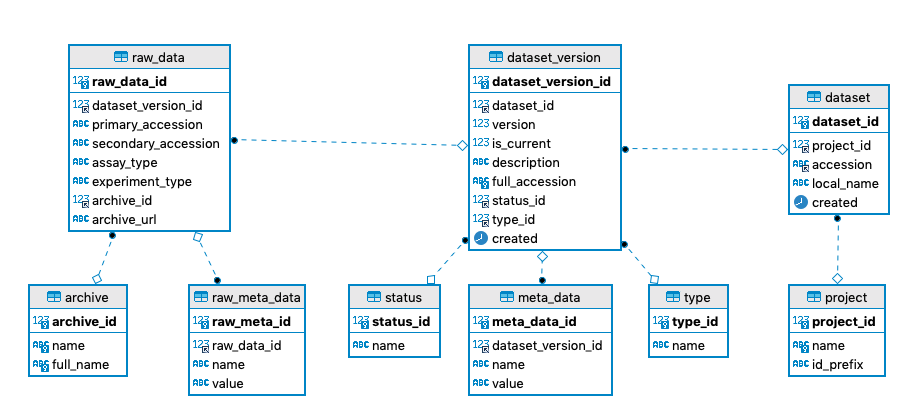 raw_data
raw_data_id
dataset_version_id
primary_accession
secondary_accession
assay_type
experiment_type
archive_id
archive_url
dataset_version
dataset_version_id
dataset_id
version
is_current
description
full_accession
status_id
type_id
created
dataset
dataset_id
project_id
accession
local_name
created
archive
archive_id
name
full_name
raw_meta_data
raw_meta_id
raw_data_id
name
value
status
status_id
name
meta_data
meta_data_id
dataset_version_id
name
value
type
type_id
name
project
project_id
name
id_prefix